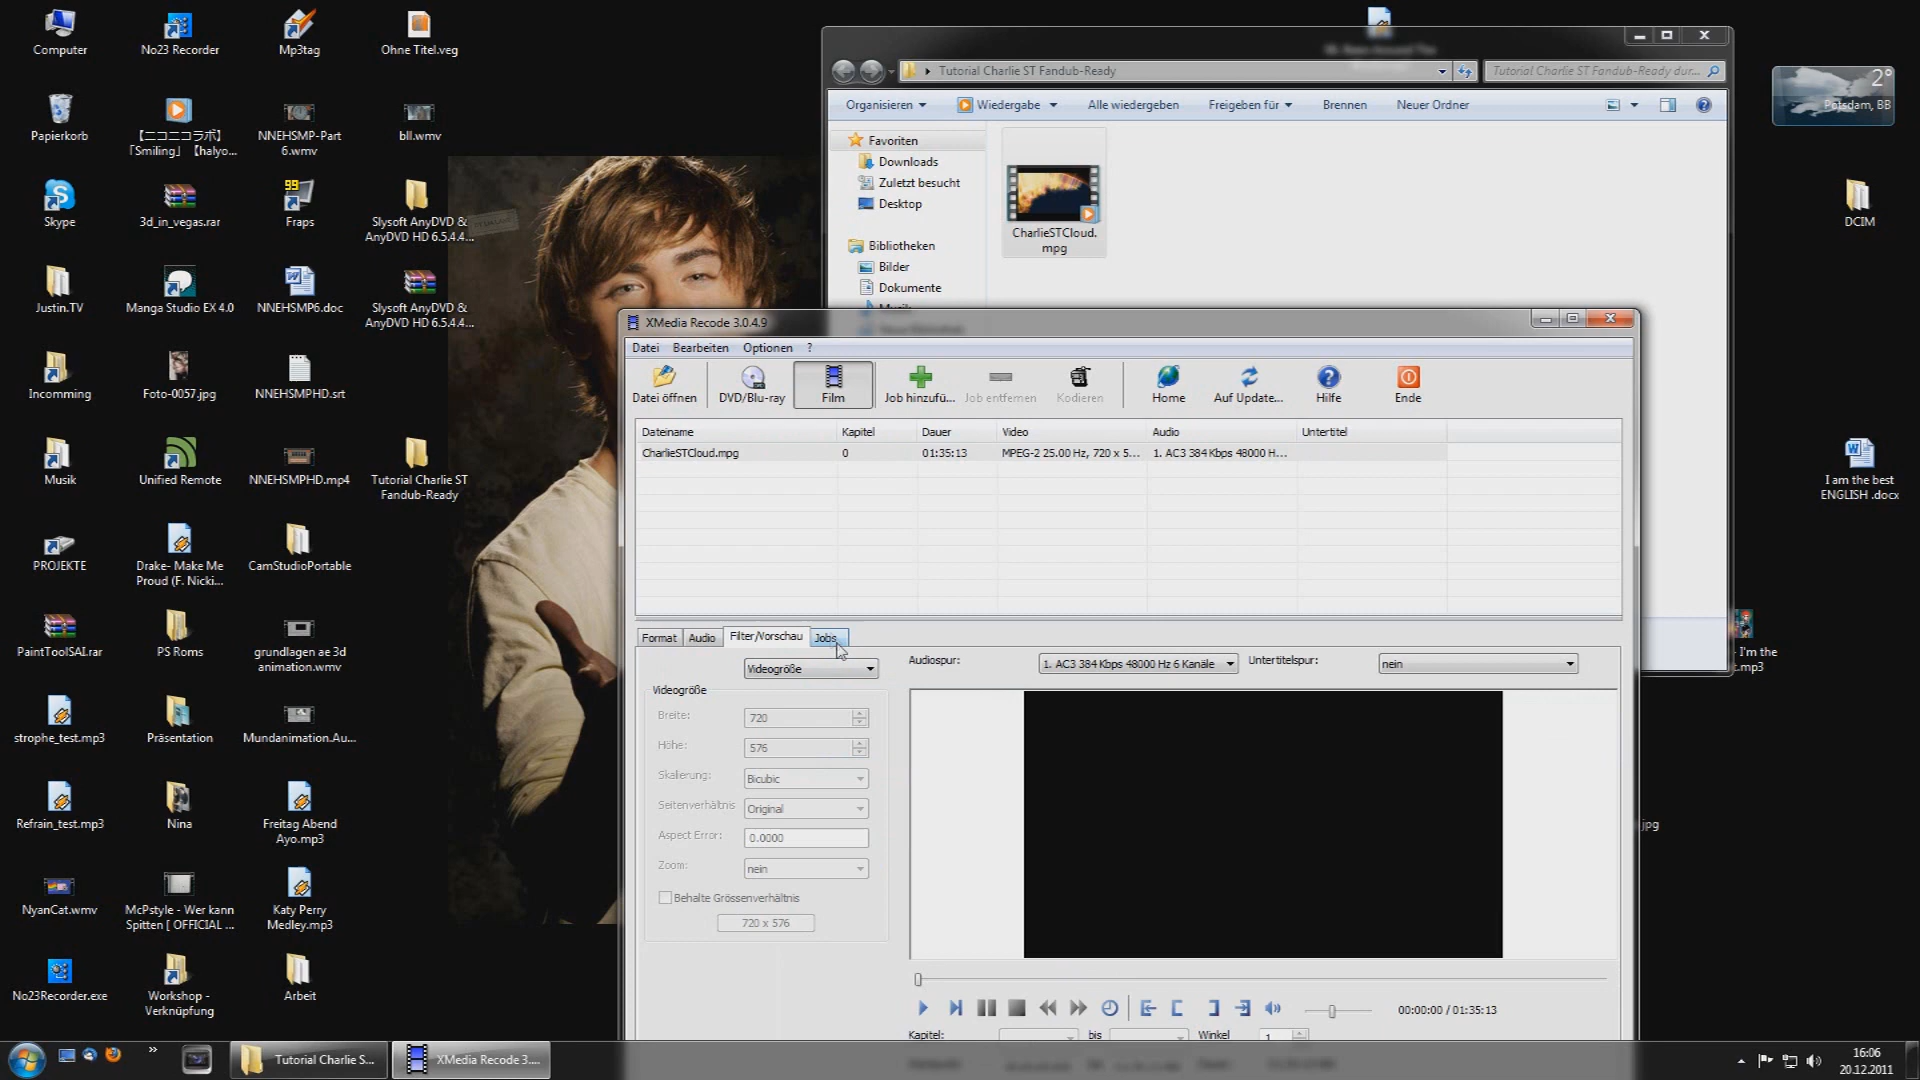 Computer
No23 Recorder
Mp3tag
Ohne Titel.veg
Papierkorb
【ニコニコラボ】
「Smiling」【halyo...
NNEHSMP-Part
6.wmv
bll.wmv
Skype
3d_in_vegas.rar
99
Fraps
Slysoft AnyDVD &
AnyDVD HD 6.5.4.4...
Justin.TV
Manga Studio EX 4.0
NNEHSMP6.doc
Slysoft AnyDVD &
AnyDVD HD 6.5.4.4...
Incomming
Foto-0057.jpg
NNEHSMPHD.srt
Musik
Unified Remote
NNEHSMPHD.mp4
Tutorial Charlie ST
Fandub-Ready
PROJEKTE
Drake- Make Me
Proud (F. Nicki...
CamStudioPortable
PaintToolSAI.rar
PS Roms
grundlagen ae 3d
animation.wmv
strophe_test.mp3
Präsentation
Mundanimation.Au...
Refrain_test.mp3
Nina
Freitag Abend
Ayo.mp3
NyanCat.wmv
McPstyle - Wer kann
Spitten [ OFFICIAL ...
Katy Perry
Medley.mp3
No23Recorder.exe
Workshop -
Verknüpfung
Arbeit
Tutorial Charlie ST Fandub-Ready
Tutorial Charlie ST Fandub-Ready dur...
Organisieren
Wiedergabe
Alle wiedergeben
Freigeben für
Brennen
Neuer Ordner
Favoriten
Downloads
Zuletzt besucht
Desktop
Bibliotheken
Bilder
Dokumente
CharlieSTCloud.
mpg
2°
Potsdam, BB
DCIM
I am the best
ENGLISH .docx
- I'm the
t.mp3
jpg
XMedia Recode 3.0.4.9
Datei Bearbeiten Optionen ?
Datei öffnen
DVD/Blu-ray
Film
Job hinzufü...
Job entfernen
Kodieren
Home
Auf Update...
Hilfe
Ende
Dateiname Kapitel Dauer Video Audio Untertitel
CharlieSTCloud.mpg 0 01:35:13 MPEG-2 25.00 Hz, 720 x 5... 1. AC3 384 Kbps 48000 H...
Format Audio Filter/Vorschau Jobs
Videogröße
Audiospur: 1. AC3 384 Kbps 48000 Hz 6 Kanäle Untertitelspur: nein
Videogröße
Breite: 720
Höhe: 576
Skalierung: Bicubic
Seitenverhältnis Original
Aspect Error: 0.0000
Zoom: nein
Behalte Grössenverhältnis
720 x 576
00:00:00 / 01:35:13
Kapitel: bis Winkel 1
Tutorial Charlie S...
XMedia Recode 3....
16:06
20.12.2011